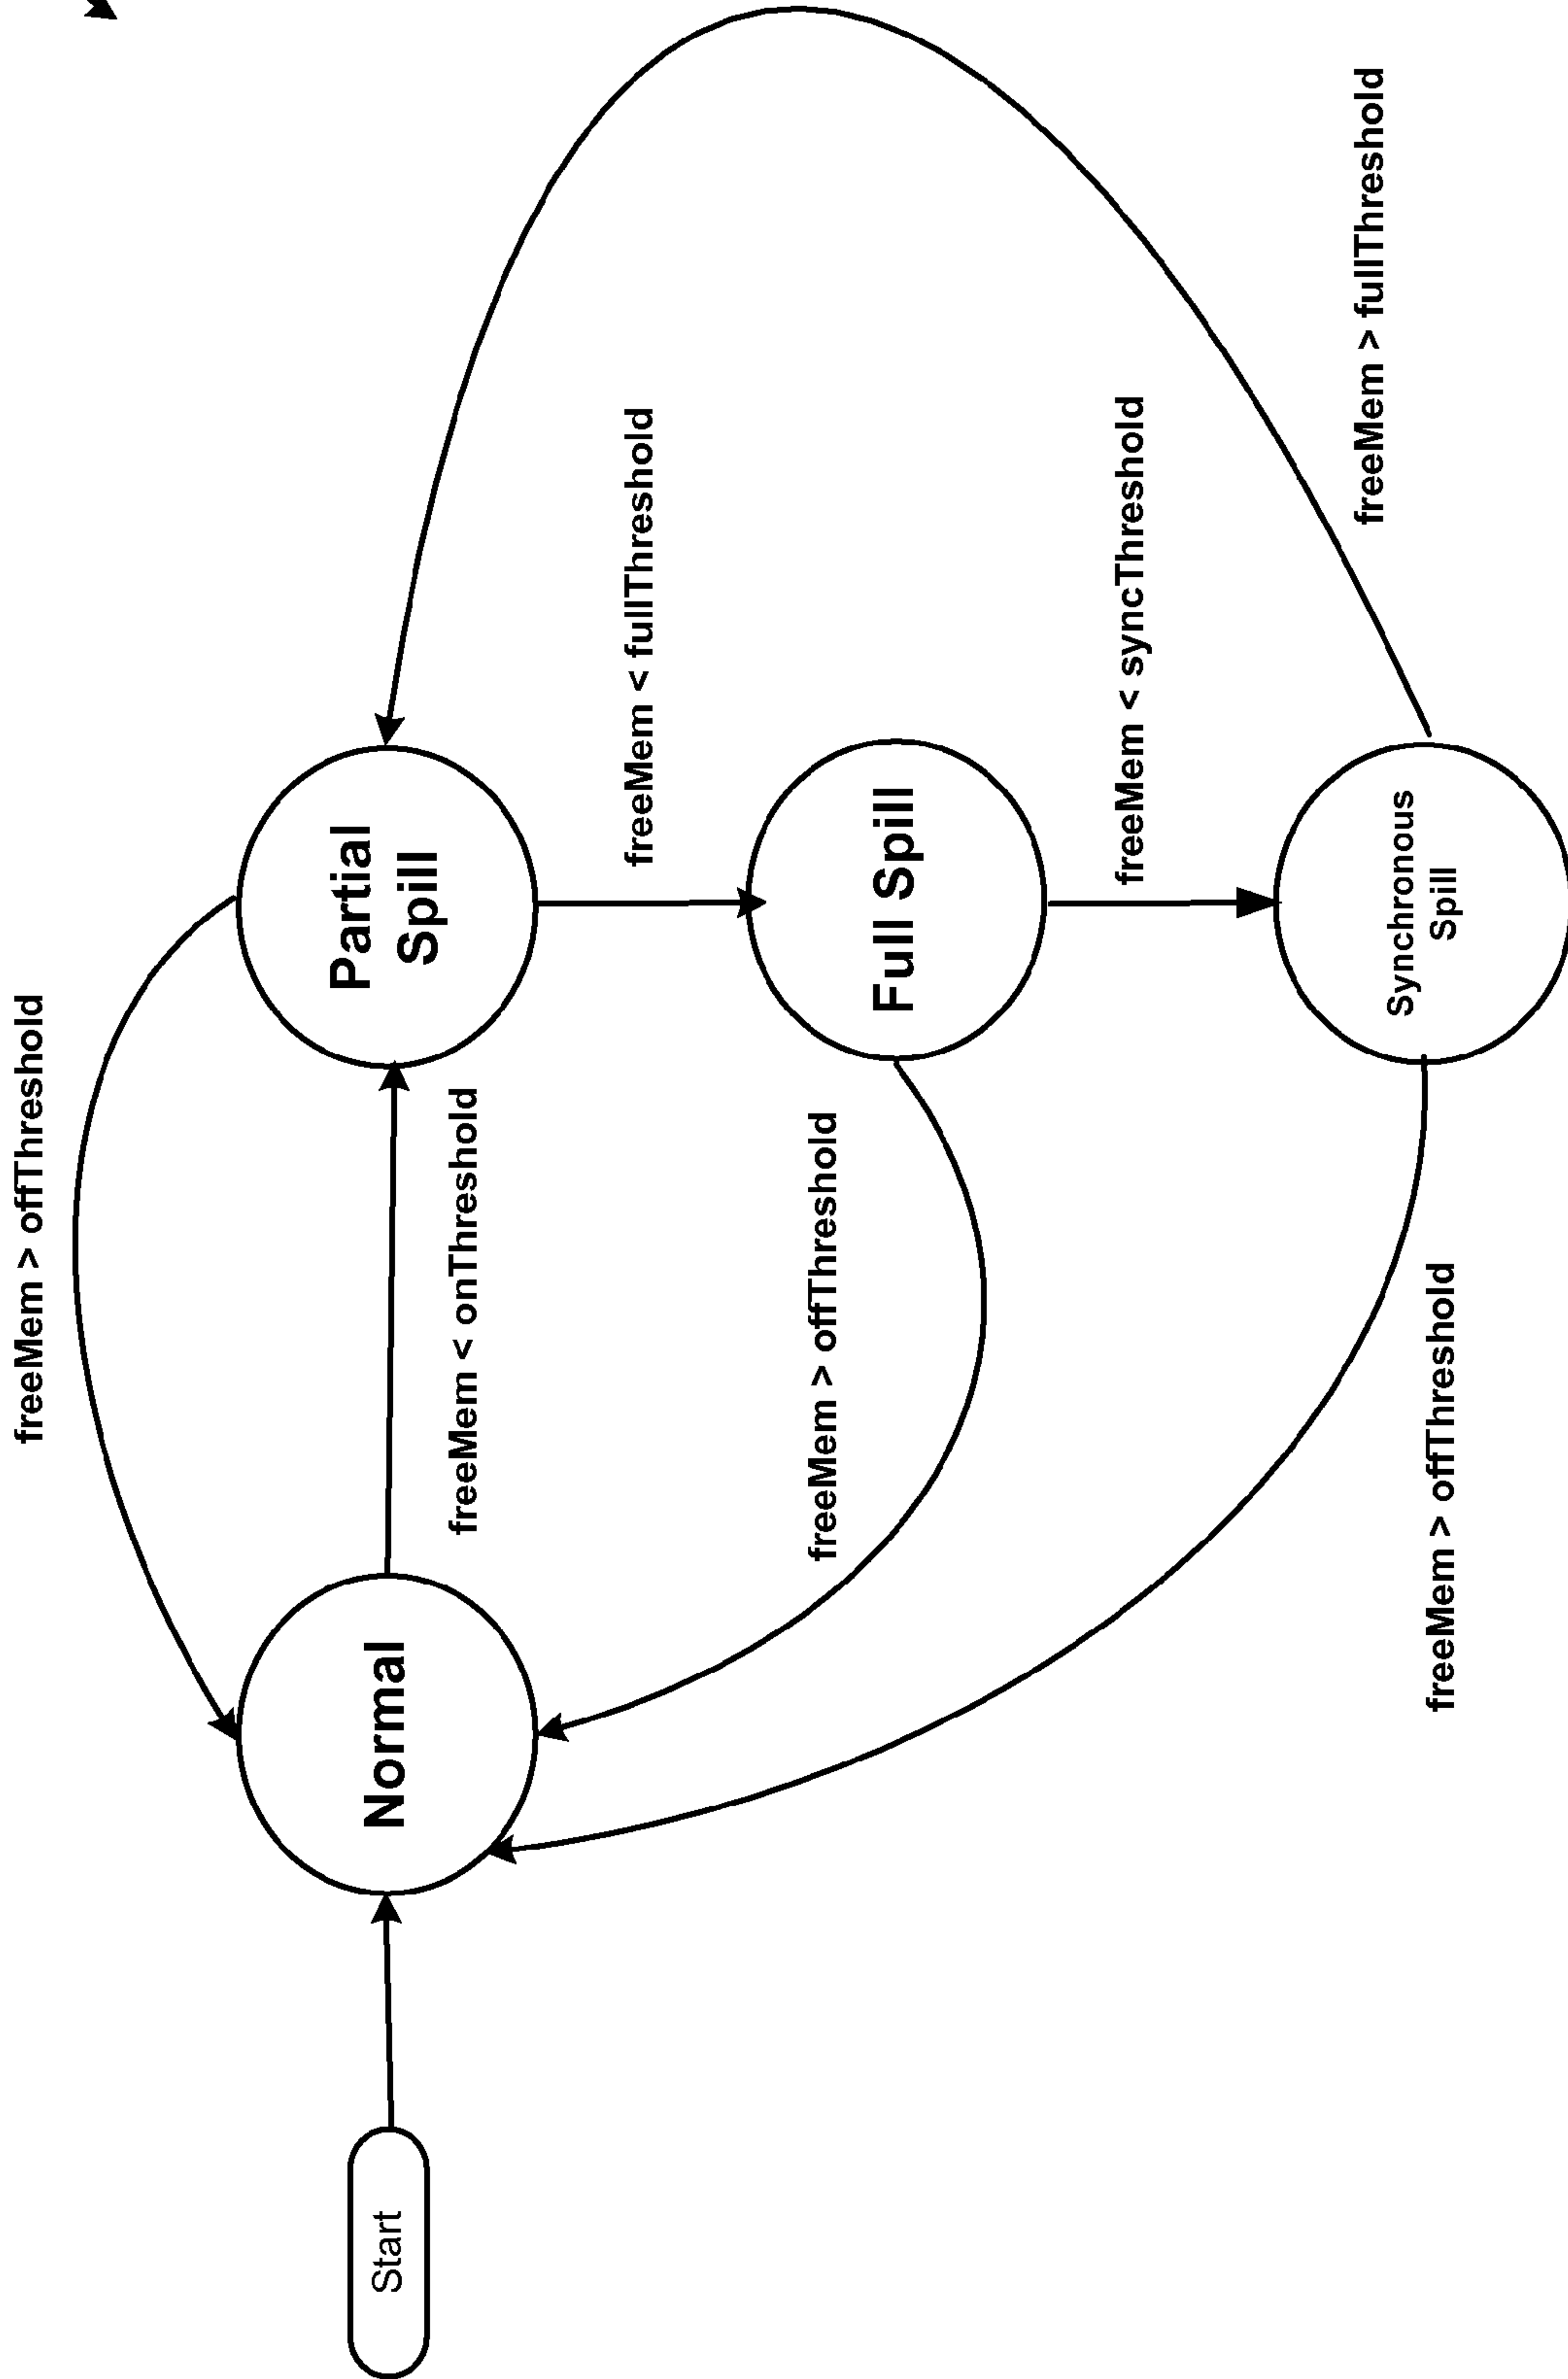 freeMem > offThreshold
Start
Normal
freeMem < onThreshold
Partial
Spill
freeMem < fullThreshold
freeMem > offThreshold
Full Spill
freeMem < syncThreshold
freeMem > offThreshold
Synchronous
Spill
freeMem > fullThreshold